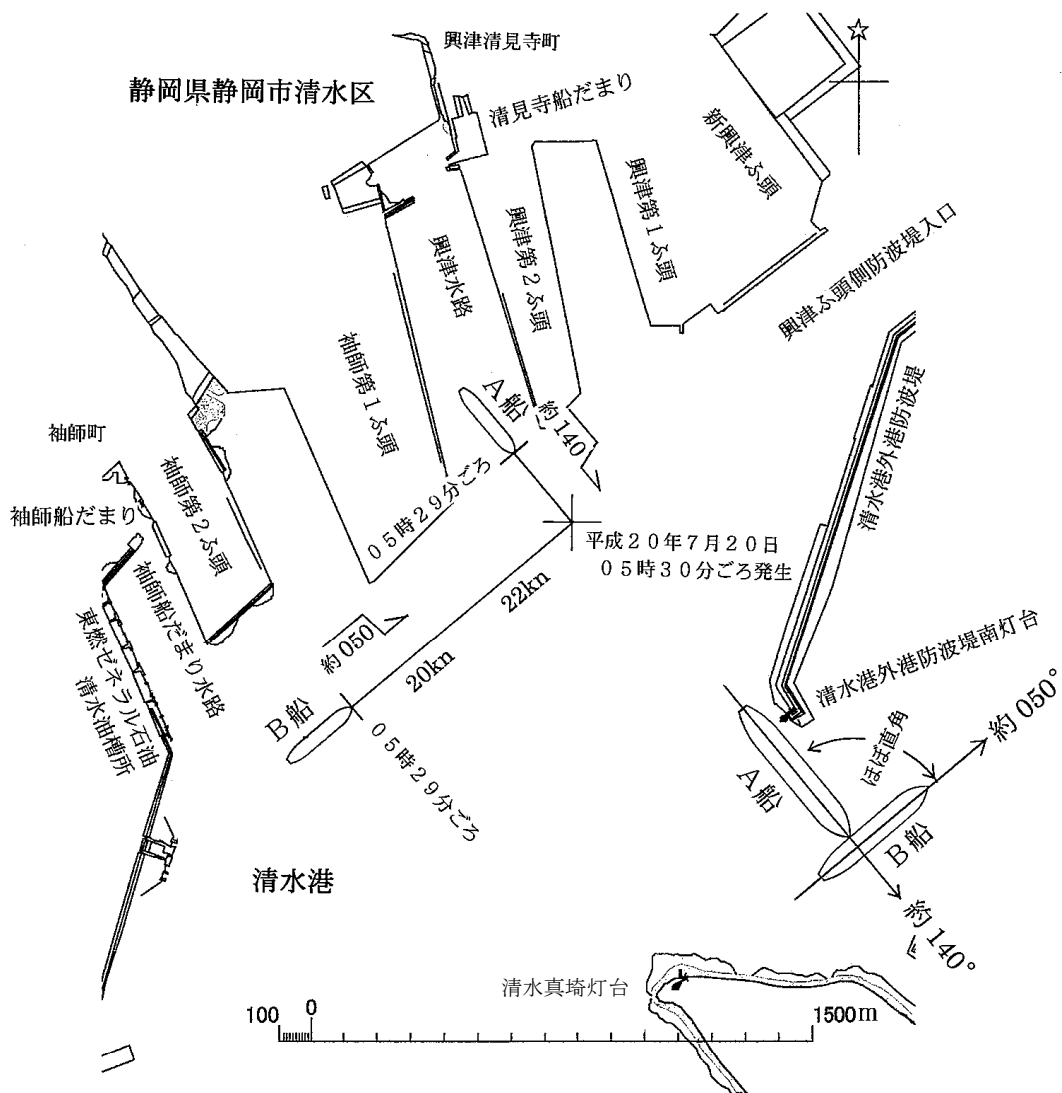 興津清見寺町
静岡県静岡市清水区
清見寺船だまり
新興津ふ頭
興津第1ふ頭
興津第2ふ頭
興津水路
興津ふ頭側防波堤入口
袖師第1ふ頭
A船
約140
清水港外港防波堤
袖師町
袖師第2ふ頭
05時29分ごろ
袖師船だまり
平成20年7月20日
05時30分ごろ発生
22kn
袖師船だまり水路
東燃ゼネラル石油
清水油槽所
約050
20kn
清水港外港防波堤南灯台
B船
05時29分ごろ
約050°
ほぼ直角
A船
B船
清水港
約140°
清水真埼灯台
100
0
1500m